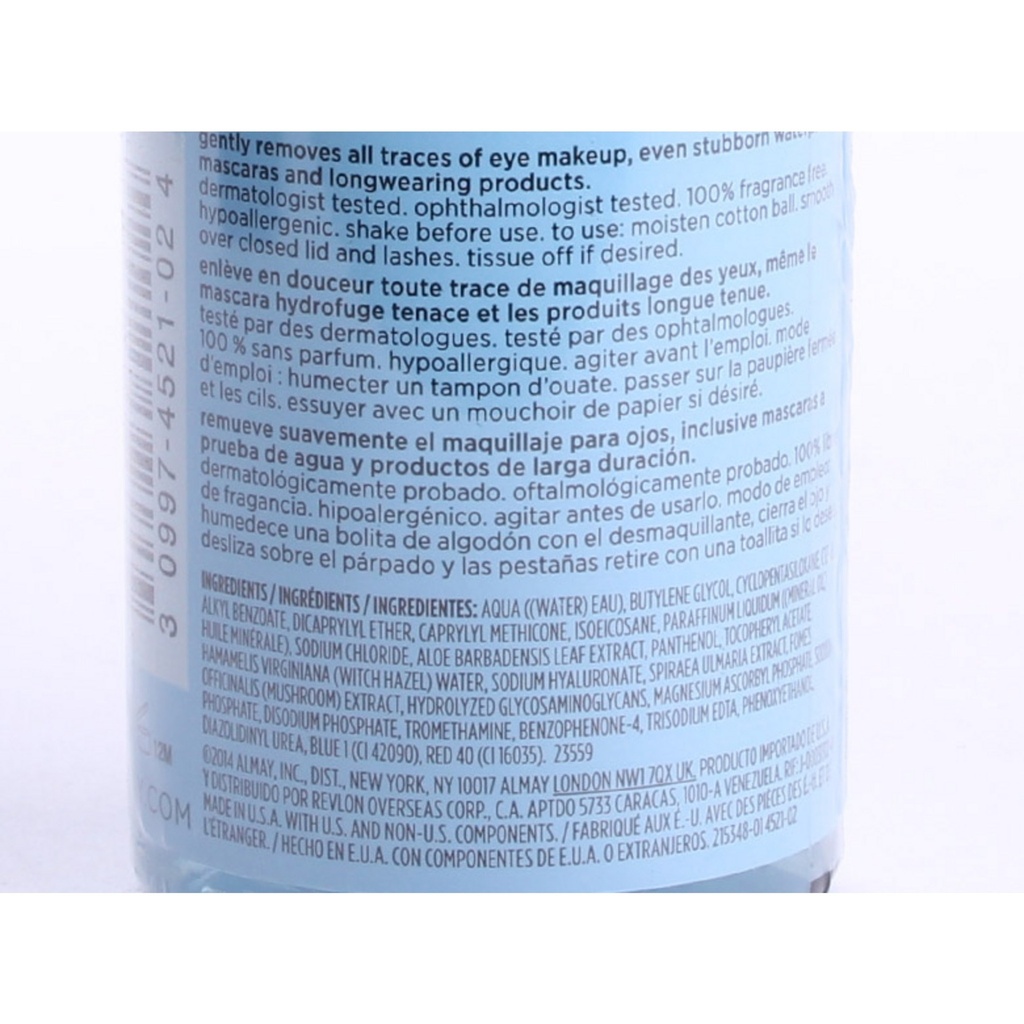 gently removes all traces of eye makeup, even stubborn
mascaras and longwearing products.
dermatologist tested. ophthalmologist tested. 100% fragrance free.
hypoallergenic. shake before use. to use: moisten cotton ball. smooth
over closed lid and lashes. tissue off if desired.
enlève en douceur toute trace de maquillage des yeux, même le
mascara hydrofuge tenace et les produits longue tenue.
testé par des dermatologues. testé par des ophtalmologues.
100 % sans parfum. hypoallergique. agiter avant l'emploi. mode
d'emploi : humecter un tampon d'ouate. passer sur la paupière fermée
et les cils. essuyer avec un mouchoir de papier si désiré.
remueve suavemente el maquillaje para ojos, inclusive mascaras a
prueba de agua y productos de larga duración.
dermatológicamente probado. oftalmológicamente probado. 100%
de fragancia. hipoalergénico. agitar antes de usarlo. modo de empleo:
humedece una bolita de algodón con el desmaquillante, cierra el ojo y
desliza sobre el párpado y las pestañas retire con una toallita si lo
INGREDIENTS / INGRÉDIENTS / INGREDIENTES: AQUA ((WATER) EAU), BUTYLENE GLYCOL, CYCLOPENTASILOXANE,
ALKYL BENZOATE, DICAPRYLYL ETHER, CAPRYLYL METHICONE, ISOEICOSANE, PARAFFINUM LIQUIDUM ((MINERAL OIL)
HUILE MINÉRALE), SODIUM CHLORIDE, ALOE BARBADENSIS LEAF EXTRACT, PANTHENOL, TOCOPHERYL ACETATE,
HAMAMELIS VIRGINIANA (WITCH HAZEL) WATER, SODIUM HYALURONATE, SPIRAEA ULMARIA EXTRACT, FOMES
OFFICINALIS (MUSHROOM) EXTRACT, HYDROLYZED GLYCOSAMINOGLYCANS, MAGNESIUM ASCORBYL PHOSPHATE, SODIUM
PHOSPHATE, DISODIUM PHOSPHATE, TROMETHAMINE, BENZOPHENONE-4, TRISODIUM EDTA, PHENOXYETHANOL,
DIAZOLIDINYL UREA, BLUE 1 (CI 42090), RED 40 (CI 16035). 23559
©2014 ALMAY, INC., DIST., NEW YORK, NY 10017 ALMAY LONDON NW1 7QX UK. PRODUCTO IMPORTADO DE U.S.A.
Y DISTRIBUIDO POR REVLON OVERSEAS CORP., C.A. APTDO 5733 CARACAS, 1010-A VENEZUELA. RIF:
MADE IN U.S.A. WITH U.S. AND NON-U.S. COMPONENTS. / FABRIQUÉ AUX É.-U. AVEC DES PIÈCES DES É.-U. ET DE
L'ÉTRANGER. / HECHO EN E.U.A. CON COMPONENTES DE E.U.A. O EXTRANJEROS. 215348-01 4521-02
3 0997-4521-02 4
12M
.COM